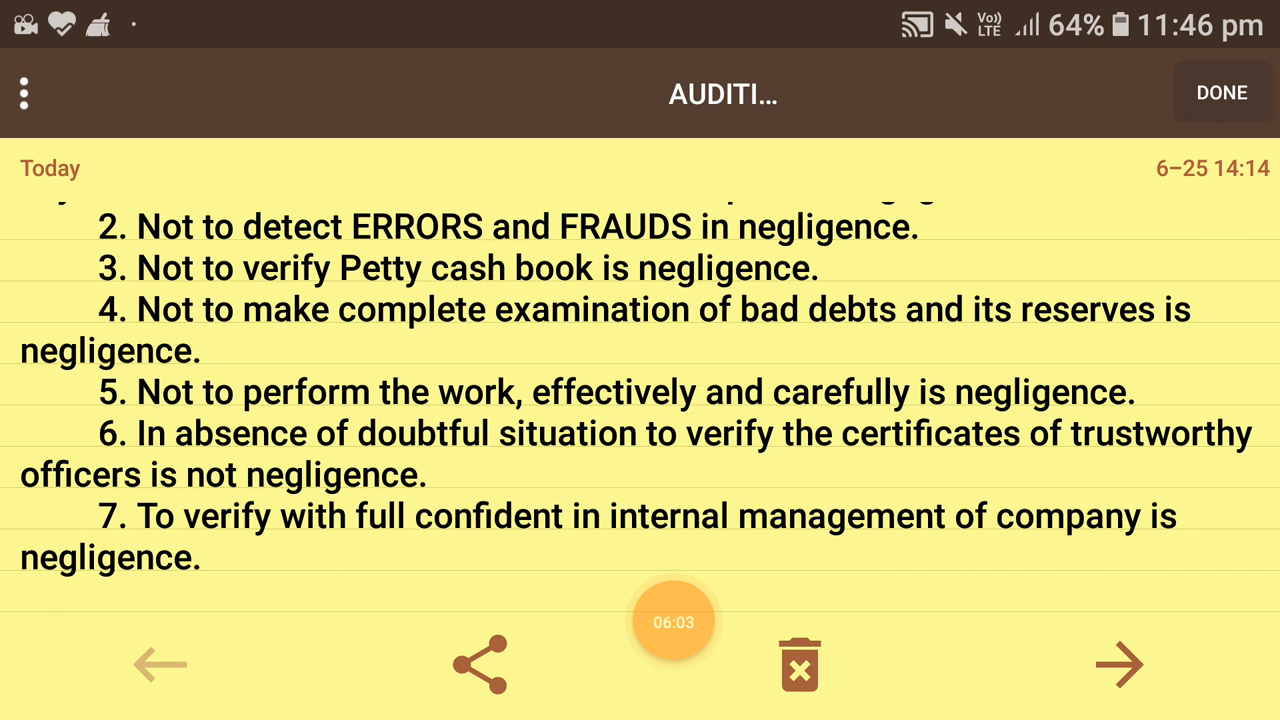 Vo))
LTE
64%
11:46 pm
AUDITI...
DONE
Today
6-25 14:14
2. Not to detect ERRORS and FRAUDS in negligence.
3. Not to verify Petty cash book is negligence.
4. Not to make complete examination of bad debts and its reserves is
negligence.
5. Not to perform the work, effectively and carefully is negligence.
6. In absence of doubtful situation to verify the certificates of trustworthy
officers is not negligence.
7. To verify with full confident in internal management of company is
negligence.
06:03